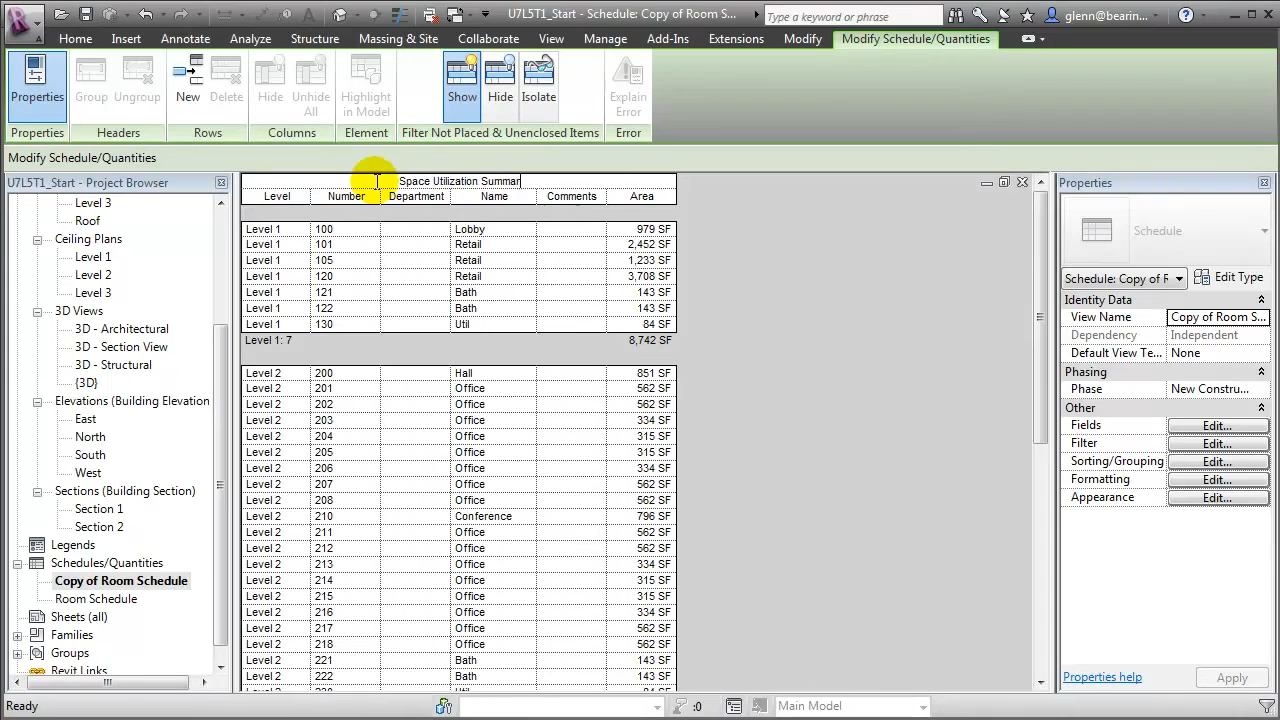 U7L5T1_Start - Schedule: Copy of Room S...
Type a keyword or phrase
glenn@bearin...
Home Insert Annotate Analyze Structure Massing & Site Collaborate View Manage Add-Ins Extensions Modify Modify Schedule/Quantities
Properties Group Ungroup New Delete Hide Unhide All Highlight in Model Show Hide Isolate Explain Error
Properties Headers Rows Columns Element Filter Not Placed & Unenclosed Items Error
Modify Schedule/Quantities
U7L5T1_Start - Project Browser
Level 3
Roof
Ceiling Plans
Level 1
Level 2
Level 3
3D Views
3D - Architectural
3D - Section View
3D - Structural
{3D}
Elevations (Building Elevation
East
North
South
West
Sections (Building Section)
Section 1
Section 2
Legends
Schedules/Quantities
Copy of Room Schedule
Room Schedule
Sheets (all)
Families
Groups
Revit Links
Space Utilization Summar
Level Number Department Name Comments Area
Level 1 100 Lobby 979 SF
Level 1 101 Retail 2,452 SF
Level 1 105 Retail 1,233 SF
Level 1 120 Retail 3,708 SF
Level 1 121 Bath 143 SF
Level 1 122 Bath 143 SF
Level 1 130 Util 84 SF
Level 1: 7 8,742 SF
Level 2 200 Hall 851 SF
Level 2 201 Office 562 SF
Level 2 202 Office 562 SF
Level 2 203 Office 334 SF
Level 2 204 Office 315 SF
Level 2 205 Office 315 SF
Level 2 206 Office 334 SF
Level 2 207 Office 562 SF
Level 2 208 Office 562 SF
Level 2 210 Conference 796 SF
Level 2 211 Office 562 SF
Level 2 212 Office 562 SF
Level 2 213 Office 334 SF
Level 2 214 Office 315 SF
Level 2 215 Office 315 SF
Level 2 216 Office 334 SF
Level 2 217 Office 562 SF
Level 2 218 Office 562 SF
Level 2 221 Bath 143 SF
Level 2 222 Bath 143 SF
Properties
Schedule
Schedule: Copy of R Edit Type
Identity Data
View Name Copy of Room S...
Dependency Independent
Default View Te... None
Phasing
Phase New Constru...
Other
Fields Edit...
Filter Edit...
Sorting/Grouping Edit...
Formatting Edit...
Appearance Edit...
Properties help Apply
Ready :0 Main Model